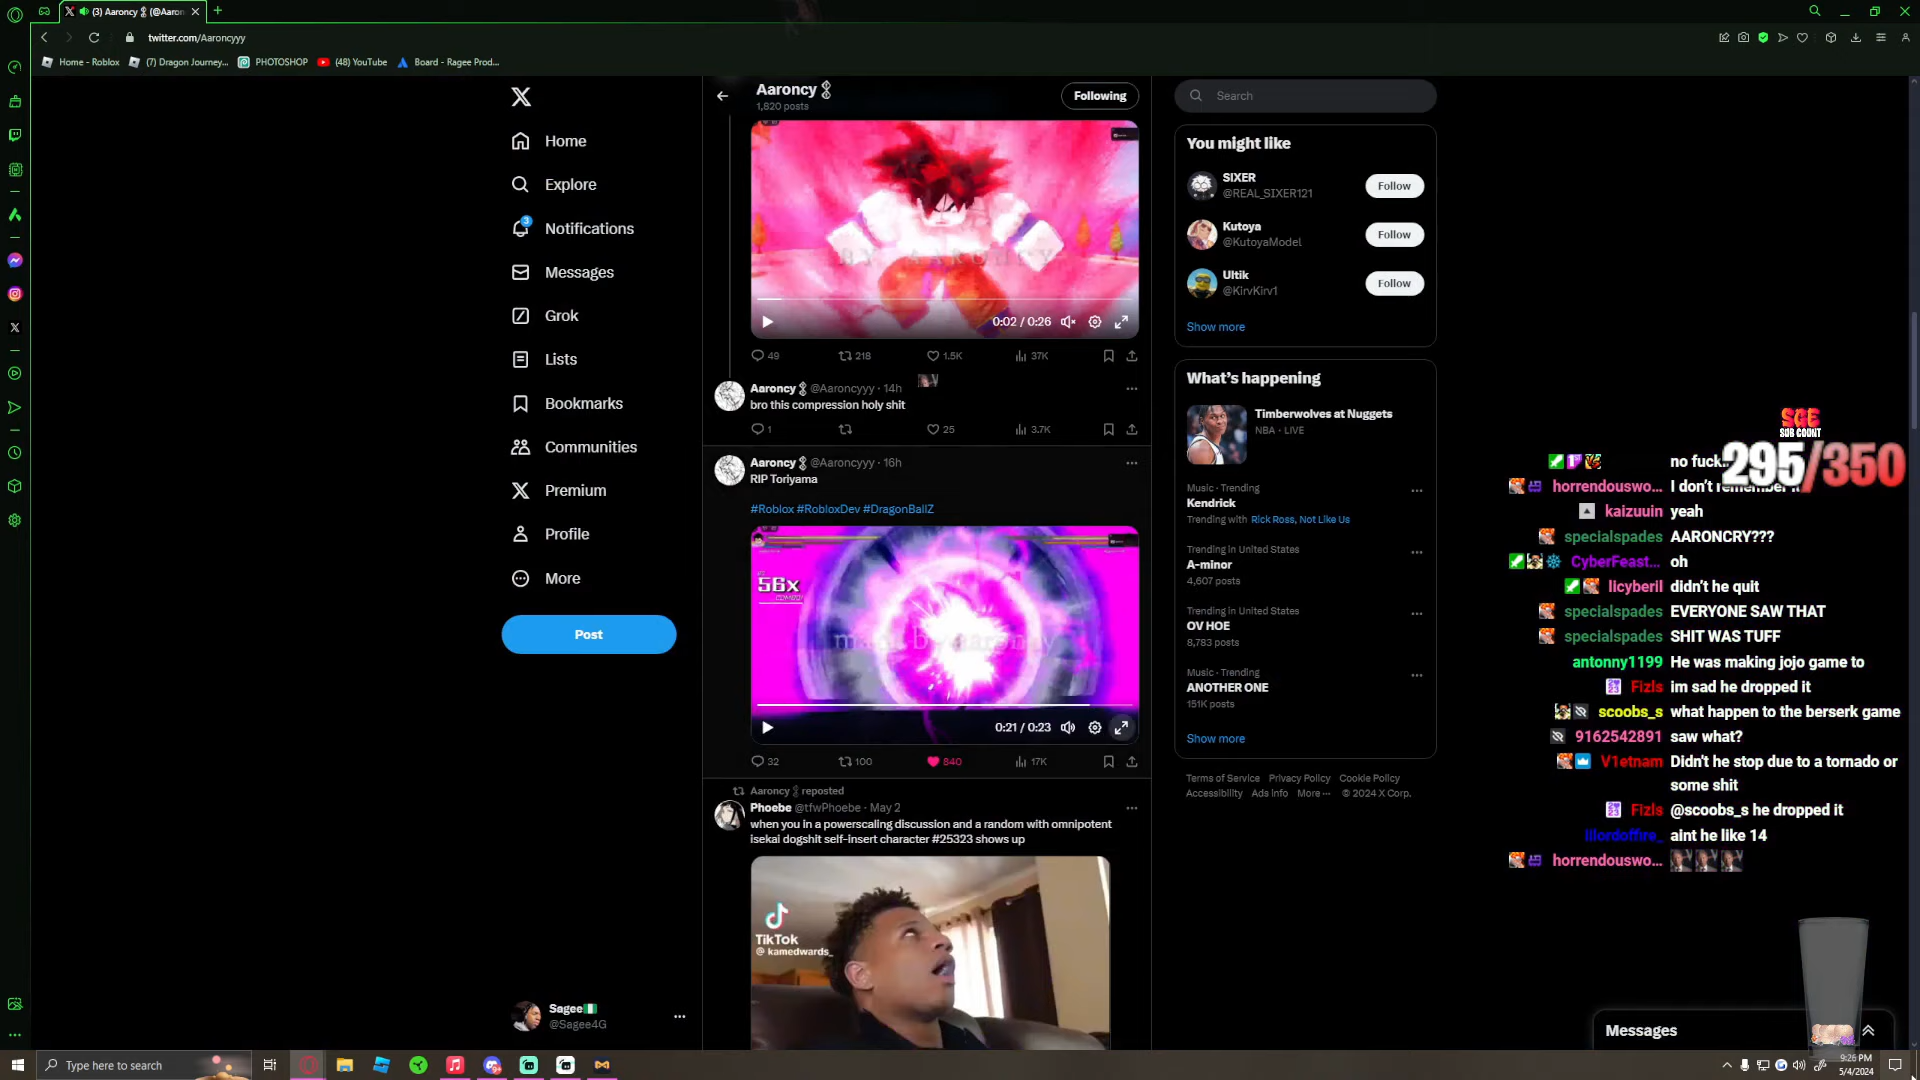 (3) Aaroncy (@Aaron
twitter.com/Aaroncyyy
Home - Roblox
(7) Dragon Journey...
PHOTOSHOP
(48) YouTube
Board - Ragee Prod...
Home
Explore
3
Notifications
Messages
Grok
Lists
Bookmarks
Communities
Premium
Profile
More
Post
Sagee
@Sagee4G
Aaroncy
1,820 posts
Following
BY AARONCY
0:02 / 0:26
49 218 1.5K 37K
Aaroncy @Aaroncyyy · 14h
bro this compression holy shit
1 25 3.7K
Aaroncy @Aaroncyyy · 16h
RIP Toriyama
#Roblox #RobloxDev #DragonBallZ
56x
COMBO
made by aaroncy
0:21 / 0:23
32 100 840 17K
Aaroncy reposted
Phoebe @tfwPhoebe · May 2
when you in a powerscaling discussion and a random with omnipotent
isekai dogshit self-insert character #25323 shows up
TikTok
@ kamedwards_
Search
You might like
SIXER
@REAL_SIXER121
Follow
Kutoya
@KutoyaModel
Follow
Ultik
@KirvKirv1
Follow
Show more
What's happening
Timberwolves at Nuggets
NBA · LIVE
Music · Trending
Kendrick
Trending with Rick Ross, Not Like Us
Trending in United States
A-minor
4,607 posts
Trending in United States
OV HOE
8,783 posts
Music · Trending
ANOTHER ONE
151K posts
Show more
Terms of Service Privacy Policy Cookie Policy
Accessibility Ads info More ··· © 2024 X Corp.
SGE
SUB COUNT
295/350
no fuck
horrendouswo... I don't remember
kaizuuin yeah
specialspades AARONCRY???
CyberFeast... oh
licyberil didn't he quit
specialspades EVERYONE SAW THAT
specialspades SHIT WAS TUFF
antonny1199 He was making jojo game to
Fizls im sad he dropped it
scoobs_s what happen to the berserk game
9162542891 saw what?
V1etnam Didn't he stop due to a tornado or
some shit
Fizls @scoobs_s he dropped it
aint he like 14
horrendouswo...
Messages
Type here to search
9:26 PM
5/4/2024